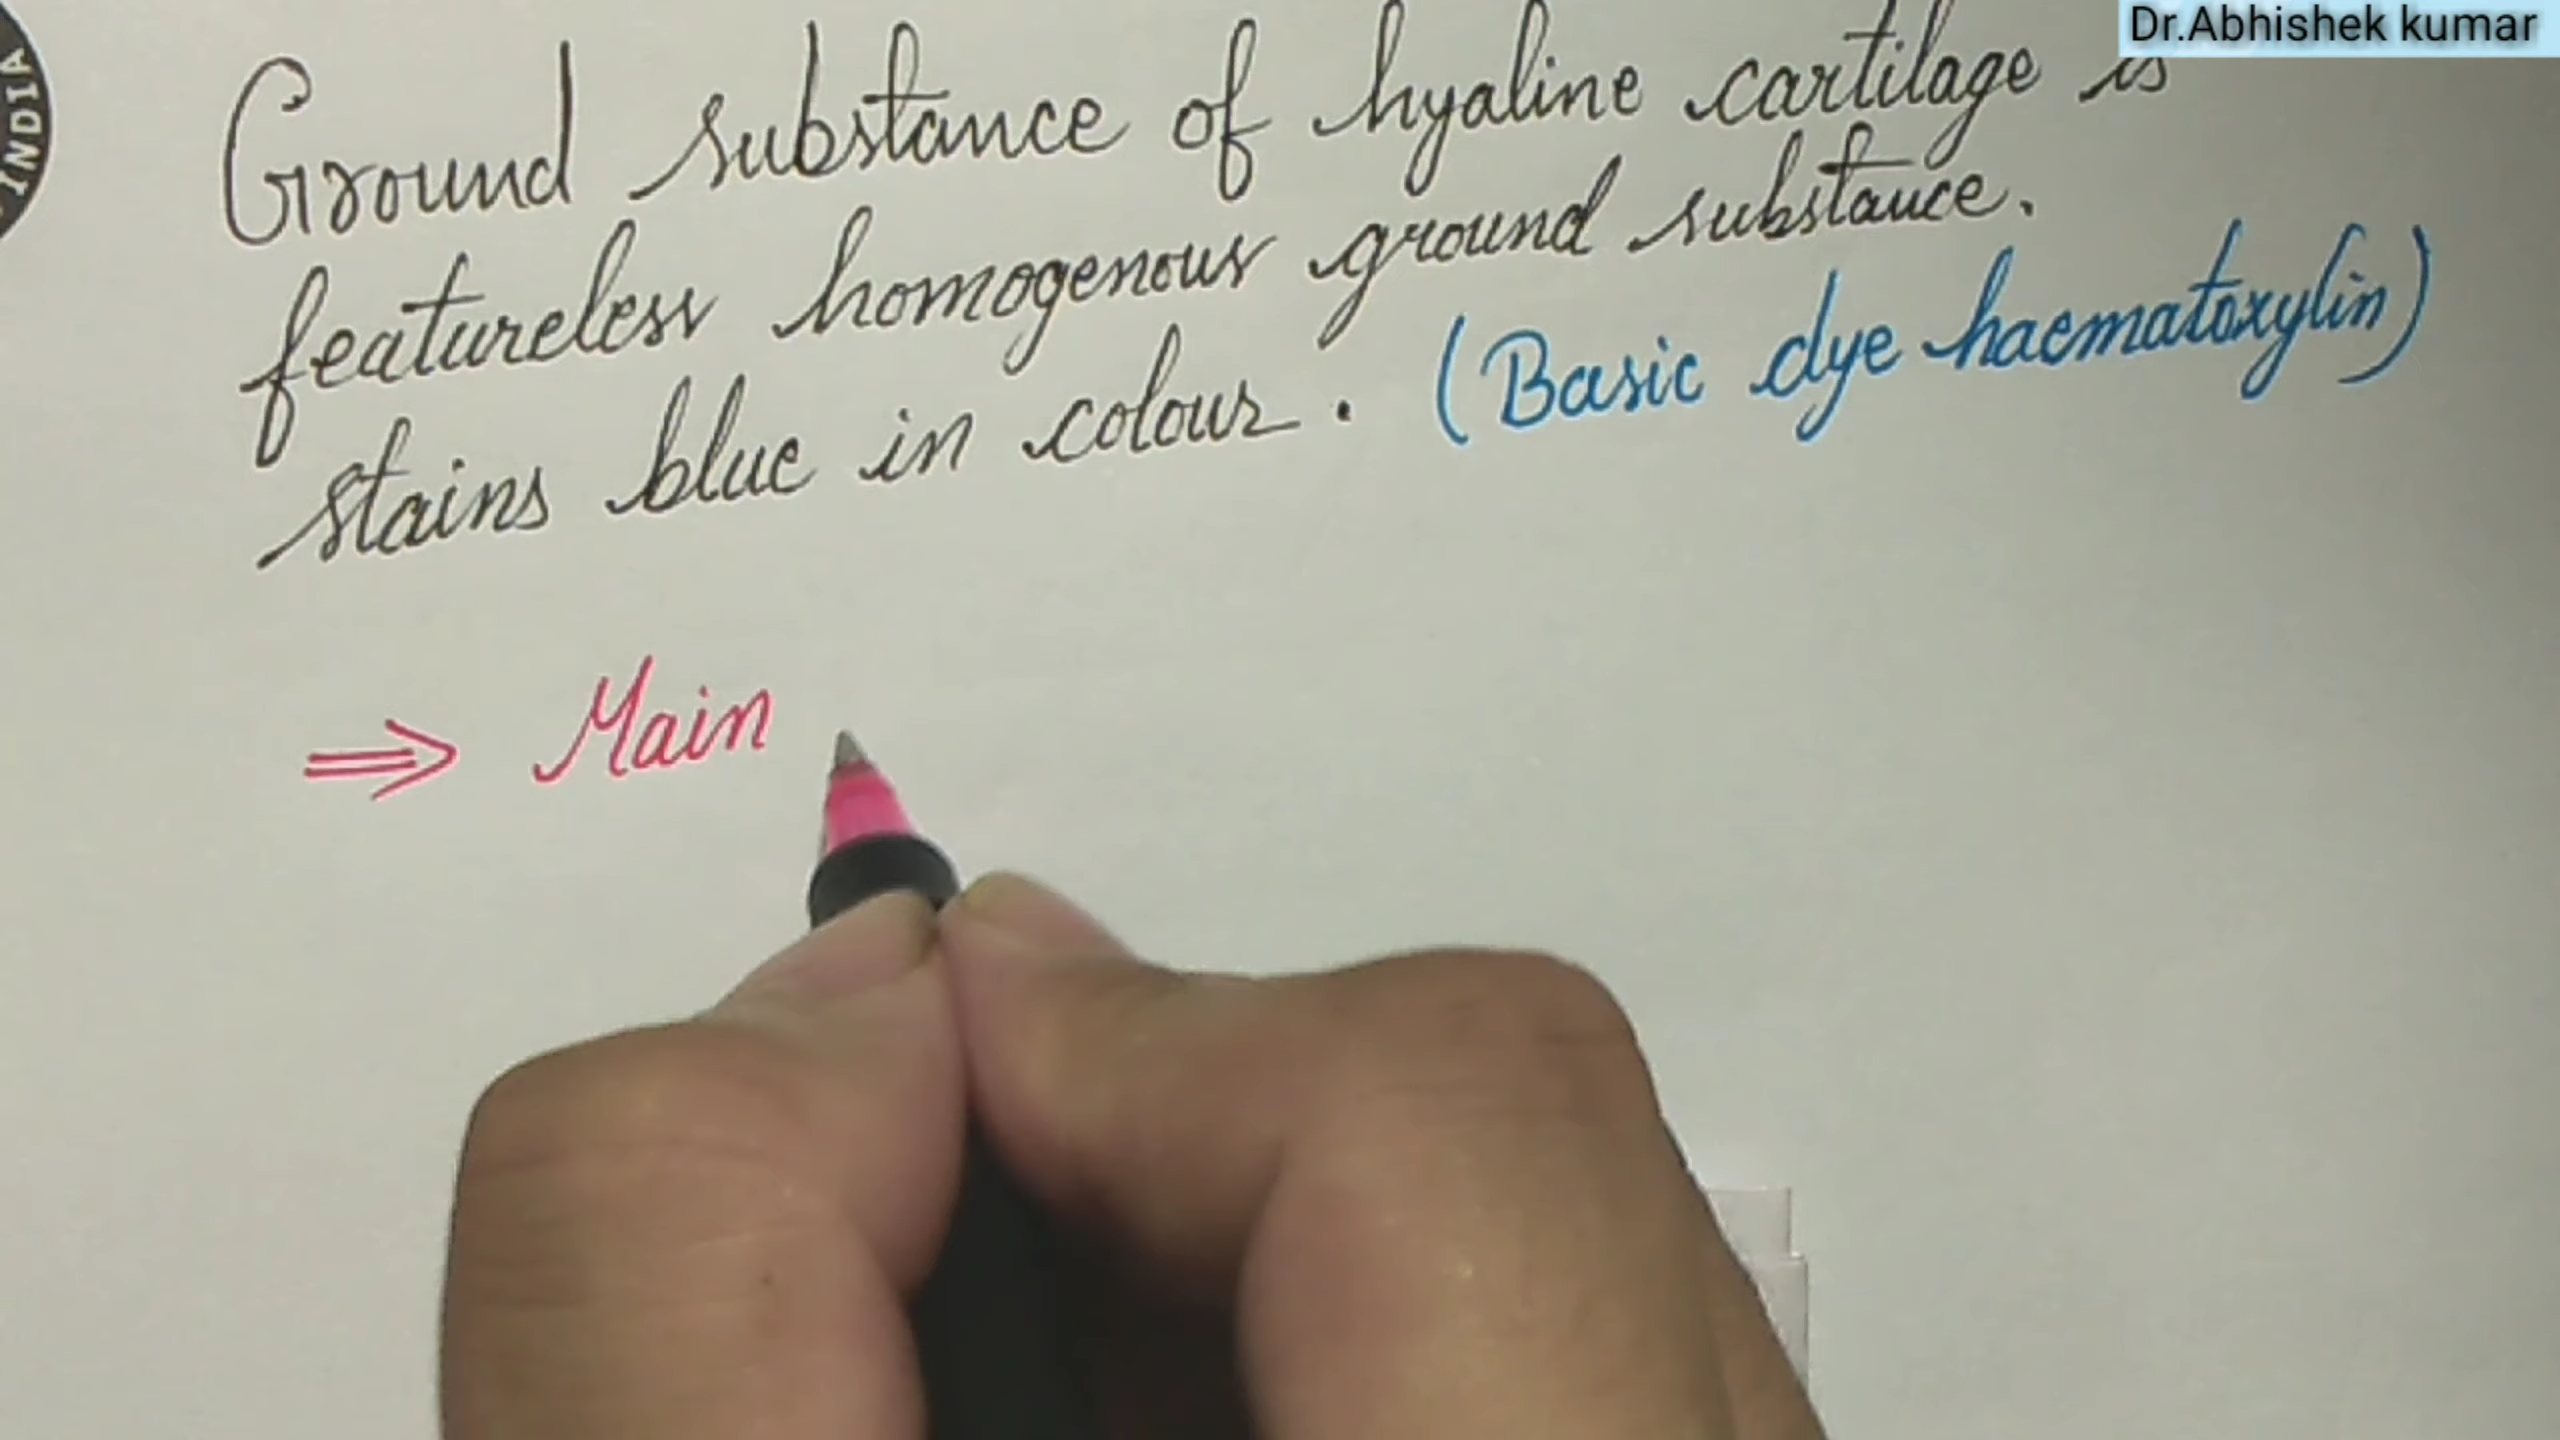 Dr.Abhishek kumar
INDIA
Ground substance of hyaline cartilage is
featureless homogenous ground substance.
stains blue in colour. (Basic dye haematoxylin)
⇒ Main